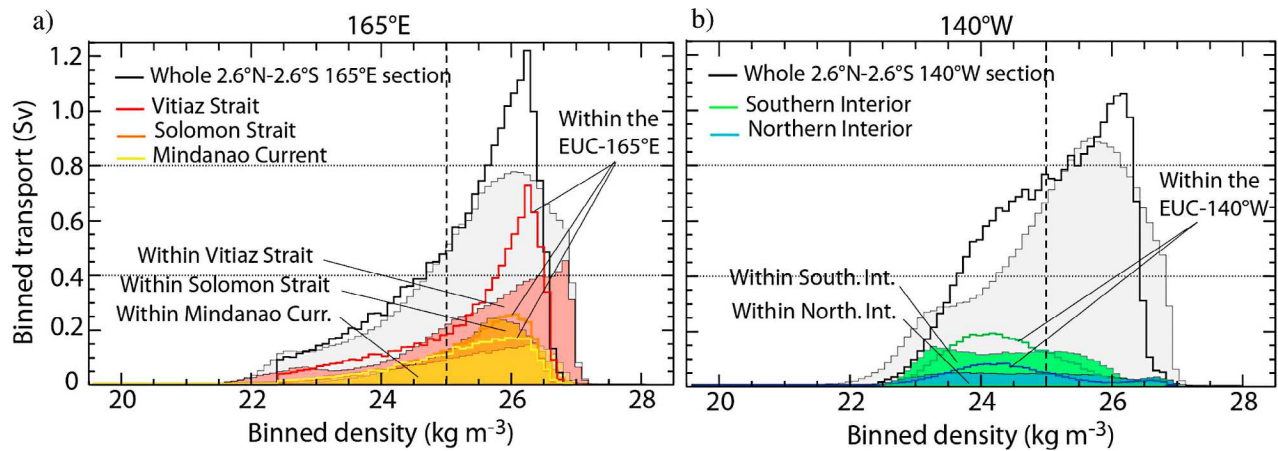 a)
165°E
Whole 2.6°N-2.6°S 165°E section
Vitiaz Strait
Solomon Strait
Mindanao Current
Within the
EUC-165°E
Within Vitiaz Strait
Within Solomon Strait
Within Mindanao Curr.
Binned transport (Sv)
1.2
1.0
0.8
0.6
0.4
0.2
0
20
22
24
26
28
Binned density (kg m-3)
b)
140°W
Whole 2.6°N-2.6°S 140°W section
Southern Interior
Northern Interior
Within the
EUC-140°W
Within South. Int.
Within North. Int.
20
22
24
26
28
Binned density (kg m-3)